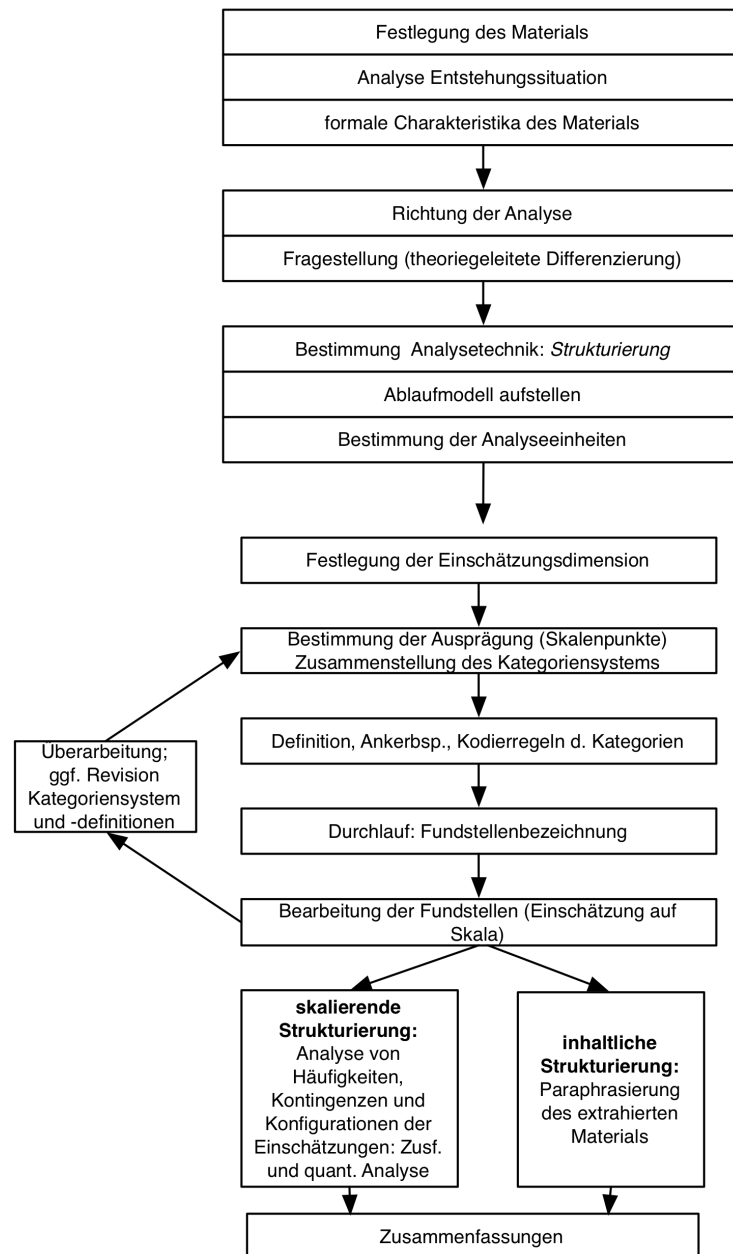 Festlegung des Materials
Analyse Entstehungssituation
formale Charakteristika des Materials
Richtung der Analyse
Fragestellung (theoriegeleitete Differenzierung)
Bestimmung Analysetechnik: Strukturierung
Ablaufmodell aufstellen
Bestimmung der Analyseeinheiten
Festlegung der Einschätzungsdimension
Bestimmung der Ausprägung (Skalenpunkte)
Zusammenstellung des Kategoriensystems
Definition, Ankerbsp., Kodierregeln d. Kategorien
Überarbeitung;
ggf. Revision
Kategoriensystem
und -definitionen
Durchlauf: Fundstellenbezeichnung
Bearbeitung der Fundstellen (Einschätzung auf
Skala)
skalierende
Strukturierung:
Analyse von
Häufigkeiten,
Kontingenzen und
Konfigurationen der
Einschätzungen: Zusf.
und quant. Analyse
inhaltliche
Strukturierung:
Paraphrasierung
des extrahierten
Materials
Zusammenfassungen